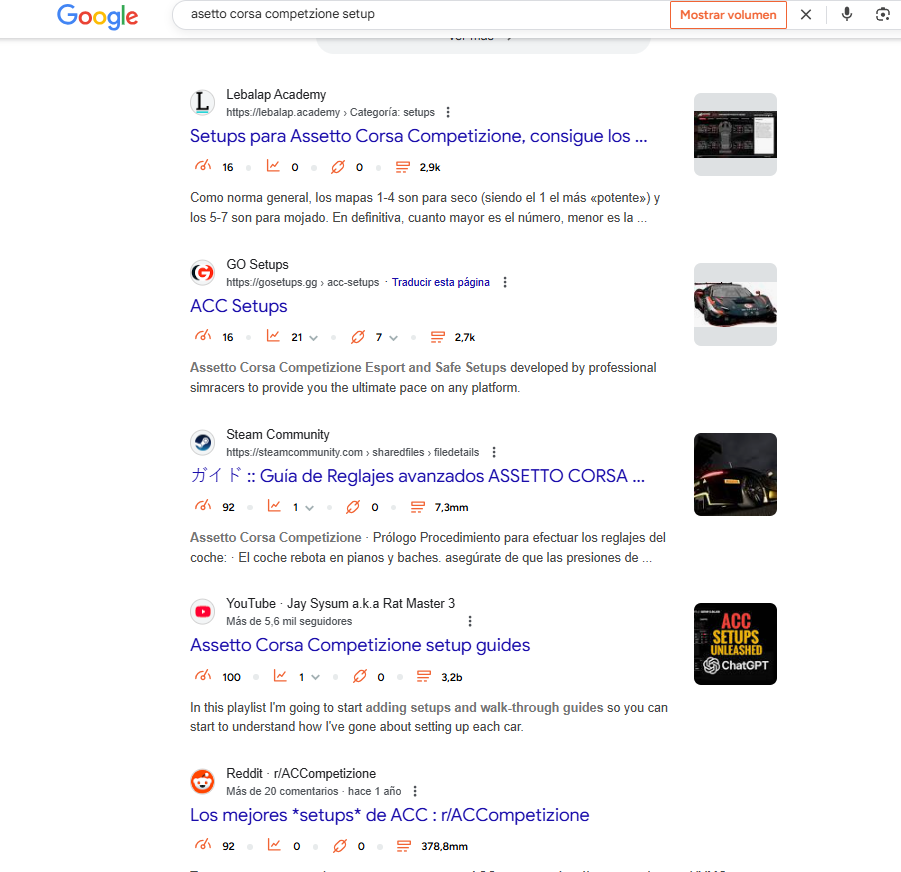 Google
asetto corsa competzione setup
Mostrar volumen
Ver más
Lebalap Academy
https://lebalap.academy › Categoría: setups
Setups para Assetto Corsa Competizione, consigue los ...
16 0 0 2,9k
Como norma general, los mapas 1-4 son para seco (siendo el 1 el más «potente») y
los 5-7 son para mojado. En definitiva, cuanto mayor es el número, menor es la ...
GO Setups
https://gosetups.gg › acc-setups · Traducir esta página
ACC Setups
16 21 7 2,7k
Assetto Corsa Competizione Esport and Safe Setups developed by professional
simracers to provide you the ultimate pace on any platform.
Steam Community
https://steamcommunity.com › sharedfiles › filedetails
ガイド :: Guía de Reglajes avanzados ASSETTO CORSA ...
92 1 0 7,3mm
Assetto Corsa Competizione · Prólogo Procedimiento para efectuar los reglajes del
coche: · El coche rebota en pianos y baches. asegúrate de que las presiones de ...
YouTube · Jay Sysum a.k.a Rat Master 3
Más de 5,6 mil seguidores
Assetto Corsa Competizione setup guides
100 1 0 3,2b
In this playlist I'm going to start adding setups and walk-through guides so you can
start to understand how I've gone about setting up each car.
ACC
SETUPS
UNLEASHED
ChatGPT
Reddit · r/ACCompetizione
Más de 20 comentarios · hace 1 año
Los mejores *setups* de ACC : r/ACCompetizione
92 0 0 378,8mm